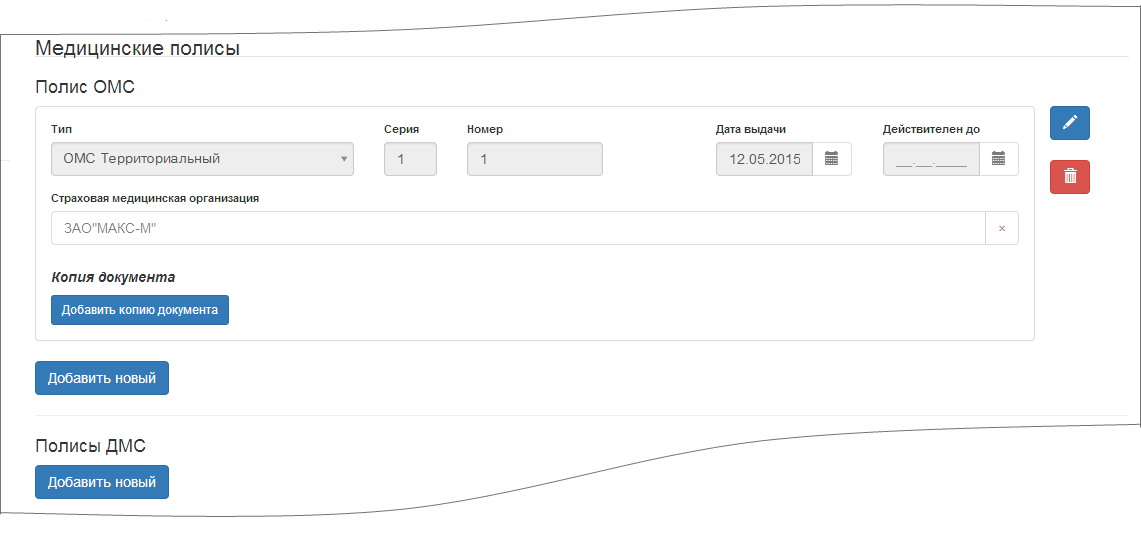 Медицинские полисы
Полис ОМС
Тип Серия Номер Дата выдачи Действителен до
ОМС Территориальный 1 1 12.05.2015 __.__.____
Страховая медицинская организация
ЗАО"МАКС-М" ×
Копия документа
Добавить копию документа
Добавить новый
Полисы ДМС
Добавить новый